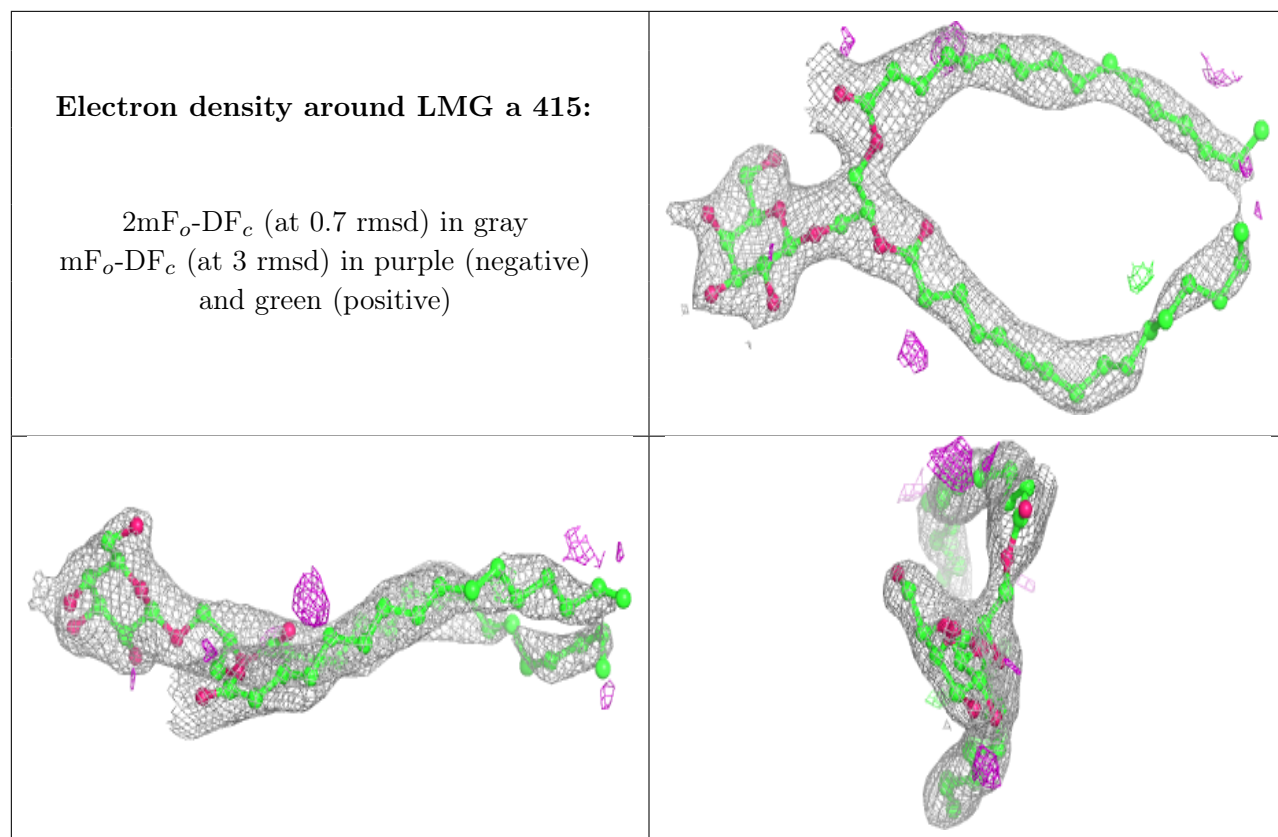 Electron density around LMG a 415:
2mFo-DFc (at 0.7 rmsd) in gray
mFo-DFc (at 3 rmsd) in purple (negative)
and green (positive)